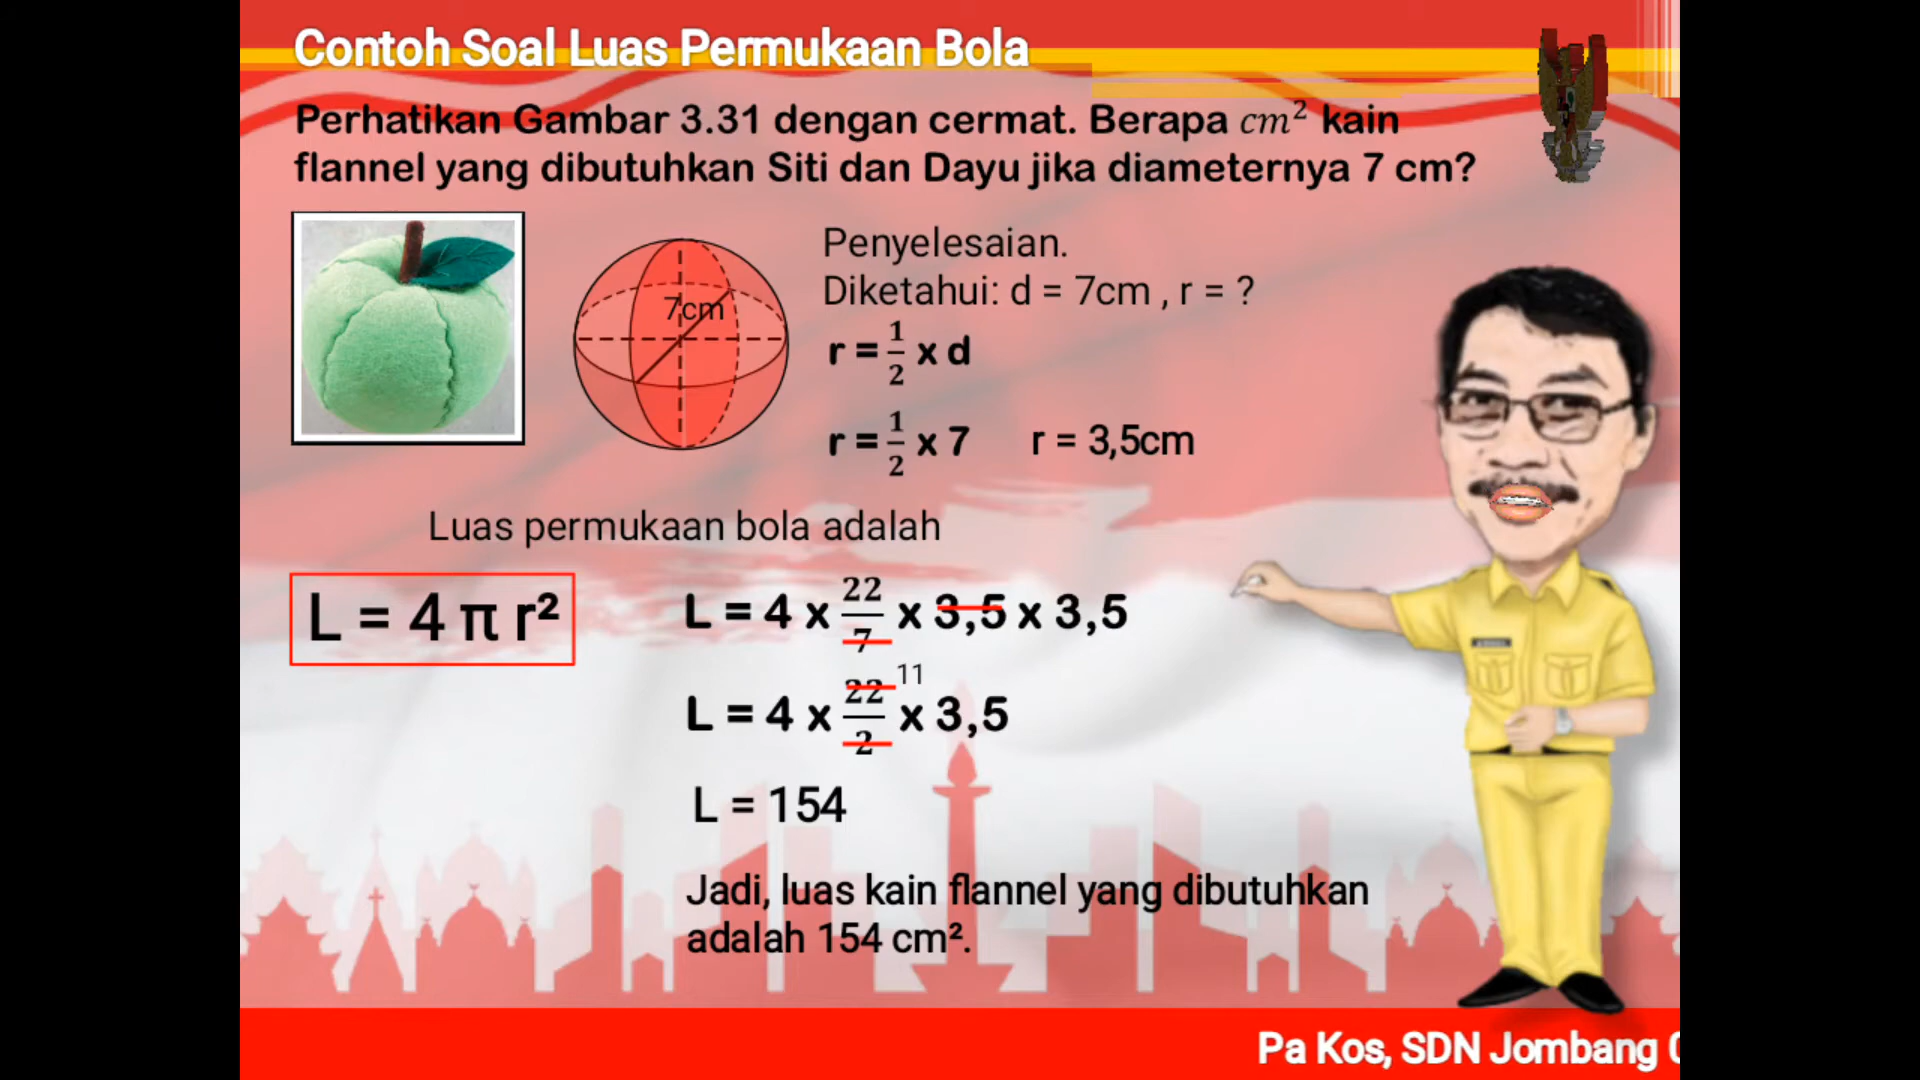 Contoh Soal Luas Permukaan Bola
Perhatikan Gambar 3.31 dengan cermat. Berapa cm² kain
flannel yang dibutuhkan Siti dan Dayu jika diameternya 7 cm?
7cm
Penyelesaian.
Diketahui: d = 7cm , r = ?
r = 1/2 x d
r = 1/2 x 7 r = 3,5cm
Luas permukaan bola adalah
L = 4 π r²
L = 4 x 22/7 x 3,5 x 3,5
11
L = 4 x 22/2 x 3,5
L = 154
Jadi, luas kain flannel yang dibutuhkan
adalah 154 cm².
Pa Kos, SDN Jombang